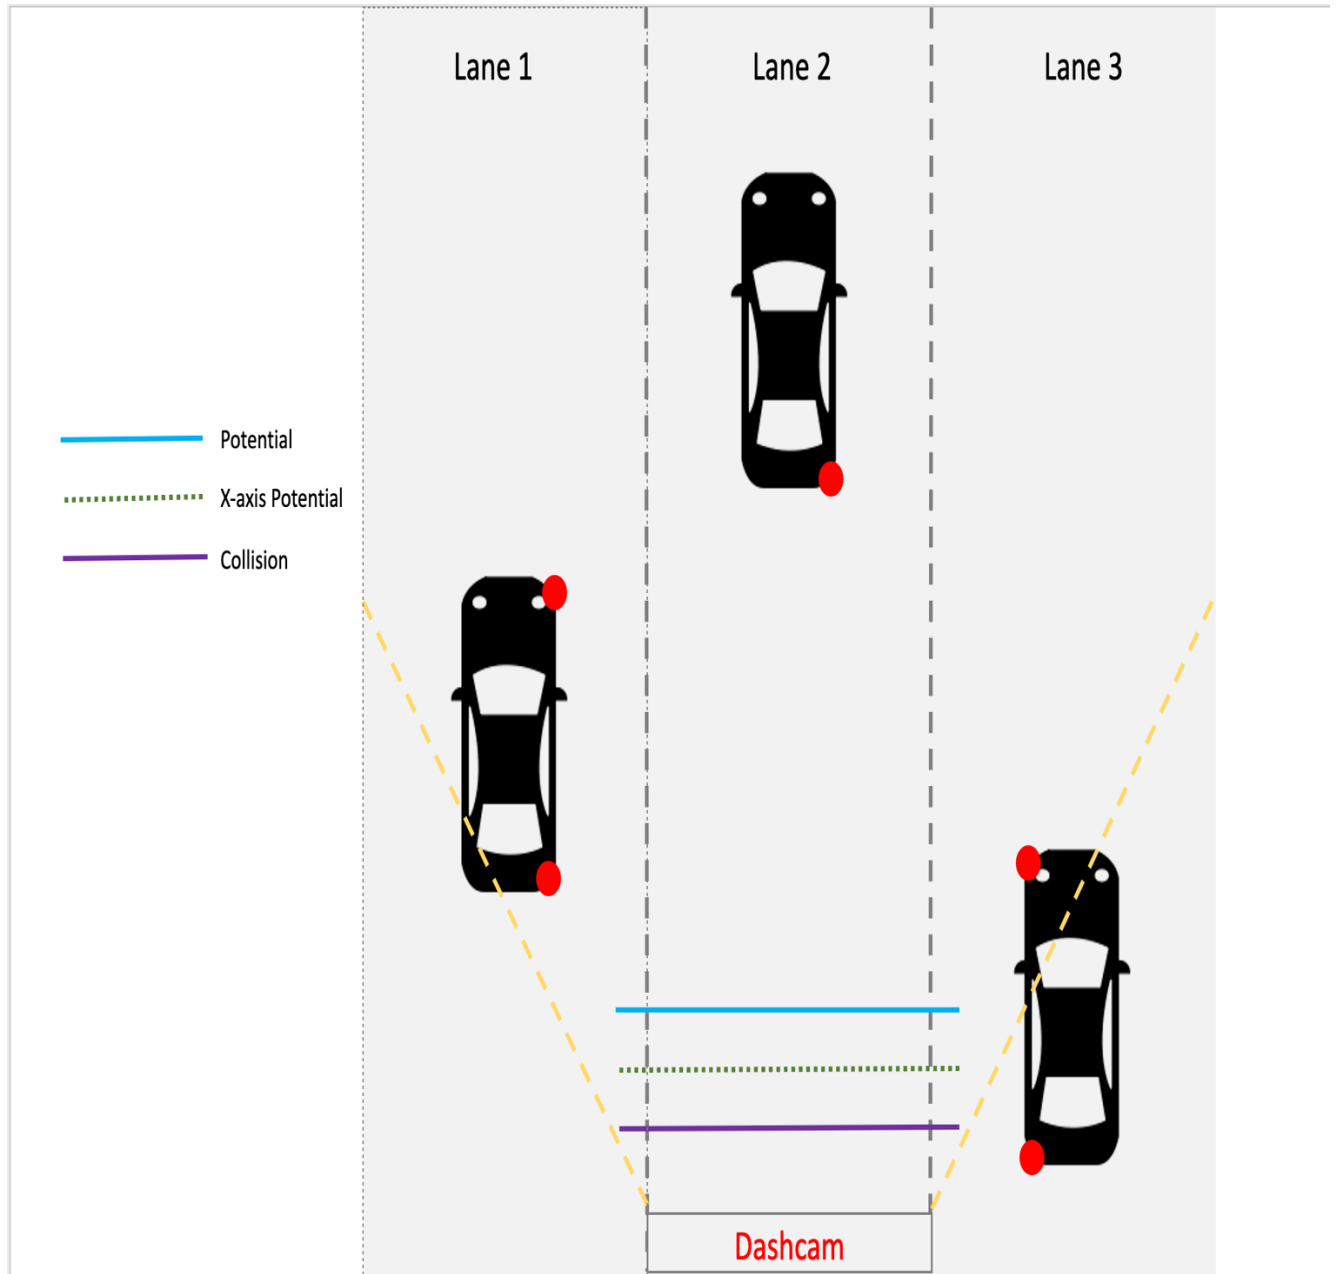 Lane 1
Lane 2
Lane 3
Potential
X-axis Potential
Collision
Dashcam